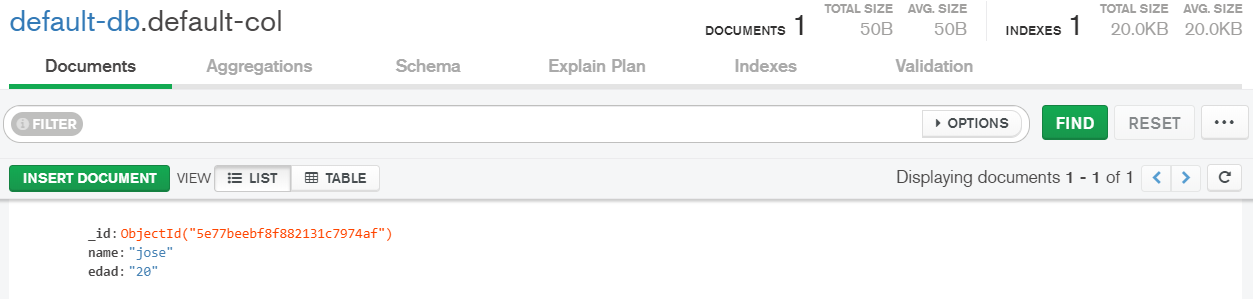 default-db.default-col
DOCUMENTS 1
TOTAL SIZE
50B
AVG. SIZE
50B
INDEXES 1
TOTAL SIZE
20.0KB
AVG. SIZE
20.0KB
Documents Aggregations Schema Explain Plan Indexes Validation
FILTER OPTIONS FIND RESET ...
INSERT DOCUMENT VIEW LIST TABLE Displaying documents 1 - 1 of 1
_id: ObjectId("5e77beebf8f882131c7974af")
name: "jose"
edad: "20"